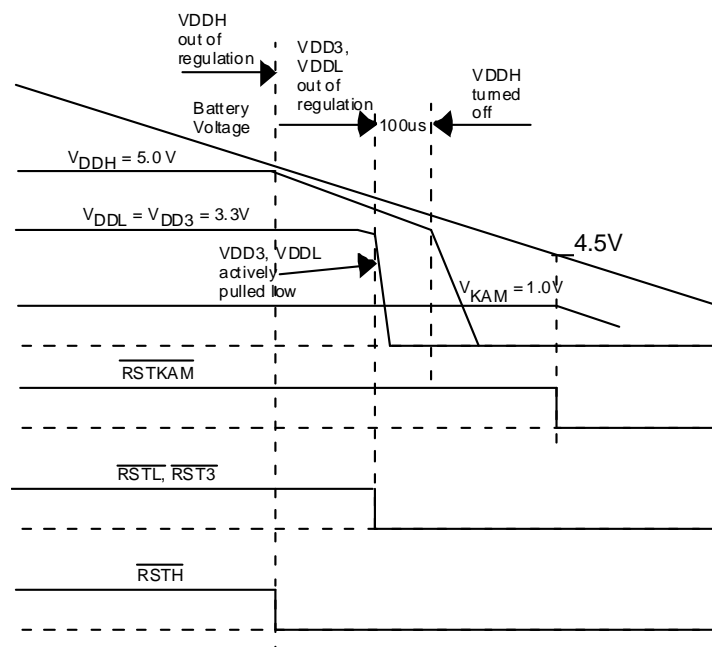 VDDH
out of
regulation
VDD3,
VDDL
out of
regulation
VDDH
turned
off
Battery
Voltage
100us
VDDH = 5.0 V
VDDL = VDD3 = 3.3V
4.5V
VDD3, VDDL
actively
pulled low
VKAM = 1.0V
RSTKAM
RSTL, RST3
RSTH